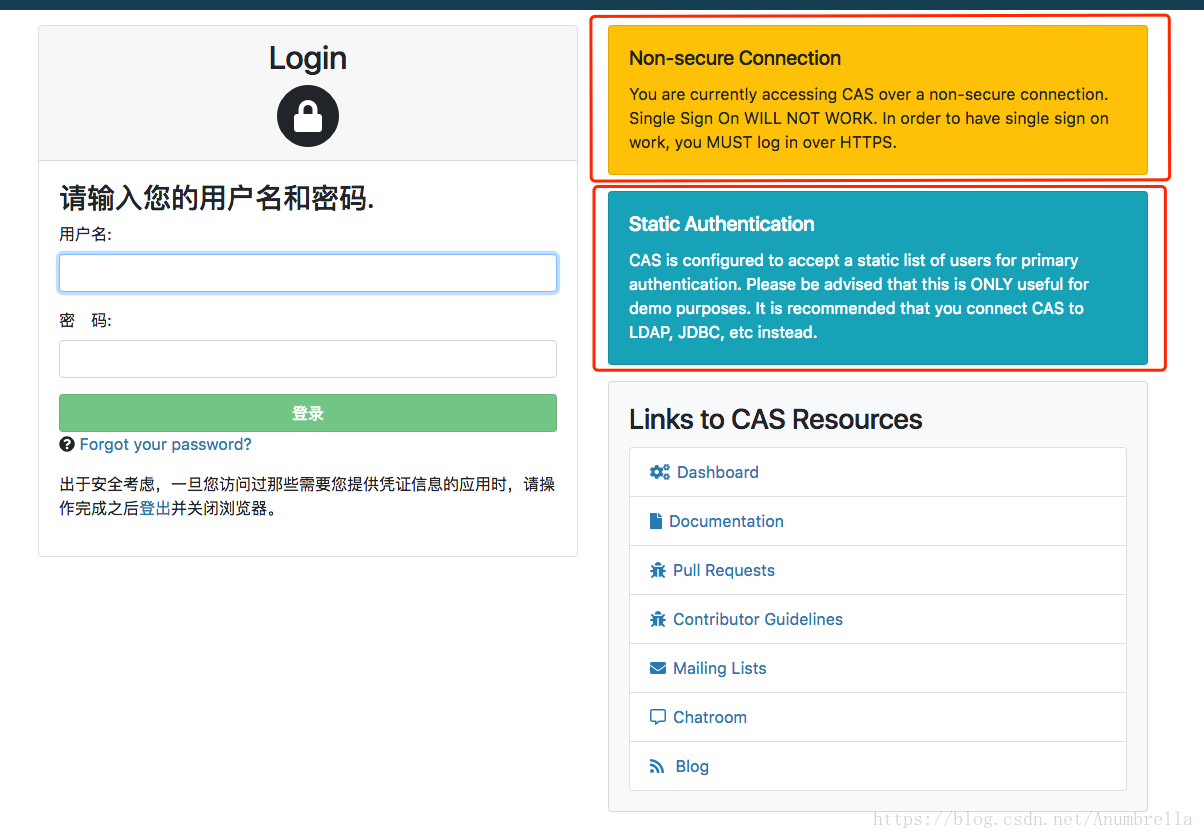 Login
请输入您的用户名和密码.
用户名:
密 码:
登录
Forgot your password?
出于安全考虑，一旦您访问过那些需要您提供凭证信息的应用时，请操
作完成之后登出并关闭浏览器。
Non-secure Connection
You are currently accessing CAS over a non-secure connection.
Single Sign On WILL NOT WORK. In order to have single sign on
work, you MUST log in over HTTPS.
Static Authentication
CAS is configured to accept a static list of users for primary
authentication. Please be advised that this is ONLY useful for
demo purposes. It is recommended that you connect CAS to
LDAP, JDBC, etc instead.
Links to CAS Resources
Dashboard
Documentation
Pull Requests
Contributor Guidelines
Mailing Lists
Chatroom
Blog
https://blog.csdn.net/Anumbrella